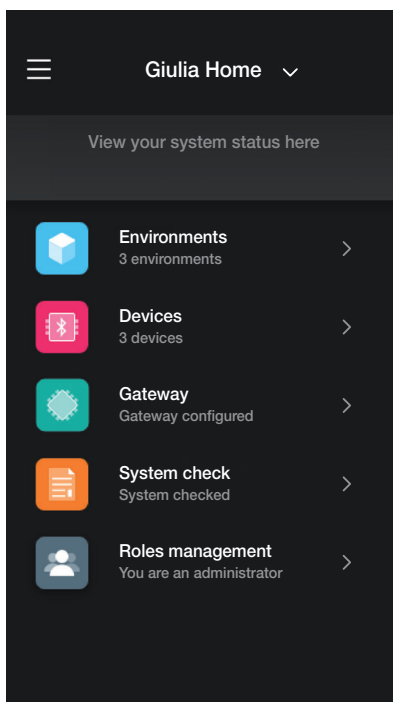 Giulia Home
View your system status here
Environments
3 environments
Devices
3 devices
Gateway
Gateway configured
System check
System checked
Roles management
You are an administrator